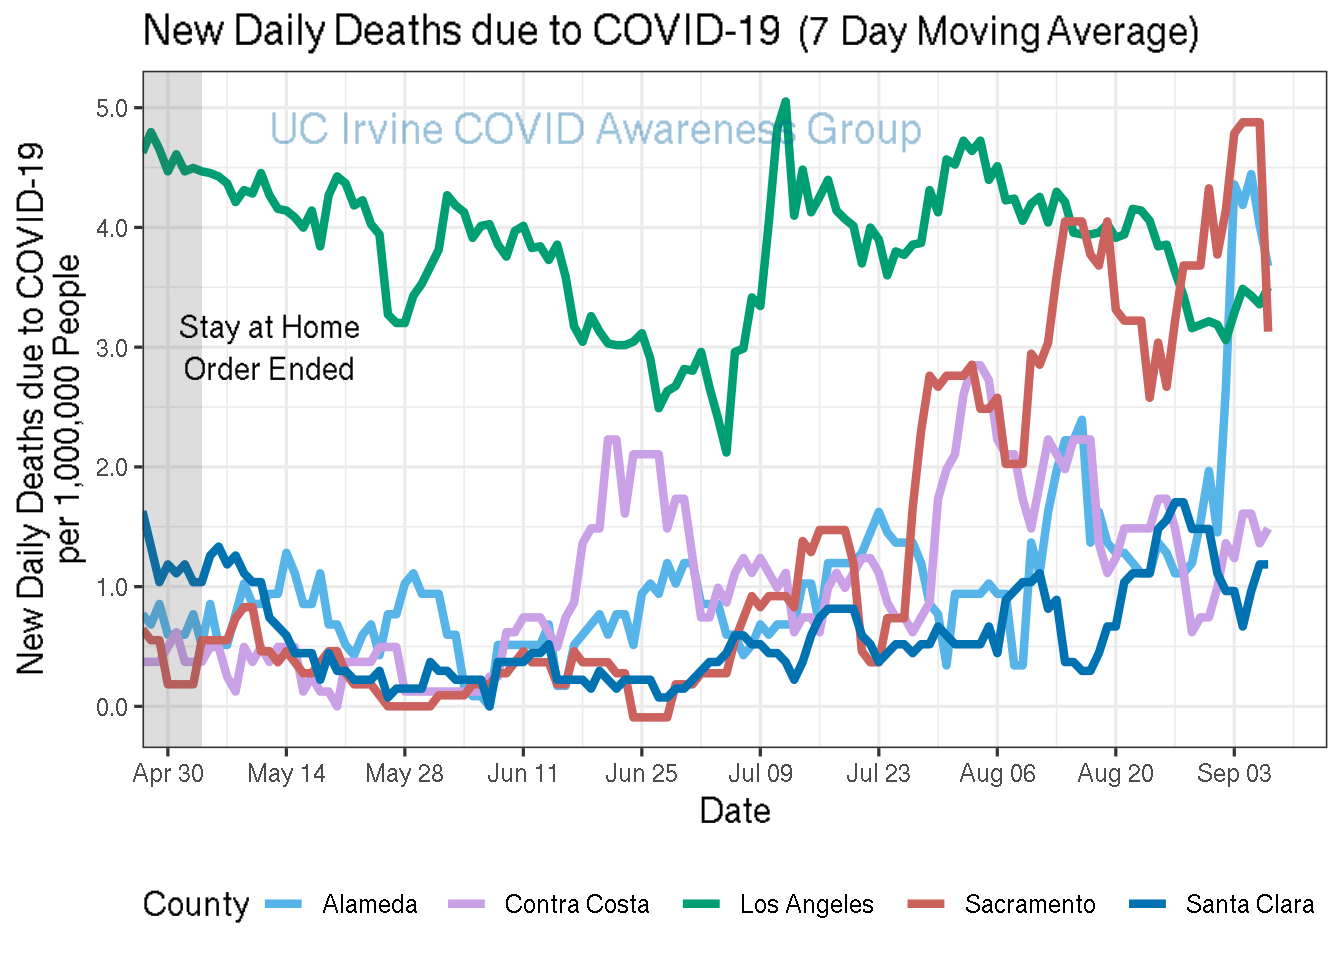 New Daily Deaths due to COVID-19 (7 Day Moving Average)
UC Irvine COVID Awareness Group
New Daily Deaths due to COVID-19
per 1,000,000 People
5.0
4.0
3.0
2.0
1.0
0.0
Stay at Home
Order Ended
Apr 30 May 14 May 28 Jun 11 Jun 25 Jul 09 Jul 23 Aug 06 Aug 20 Sep 03
Date
County Alameda Contra Costa Los Angeles Sacramento Santa Clara